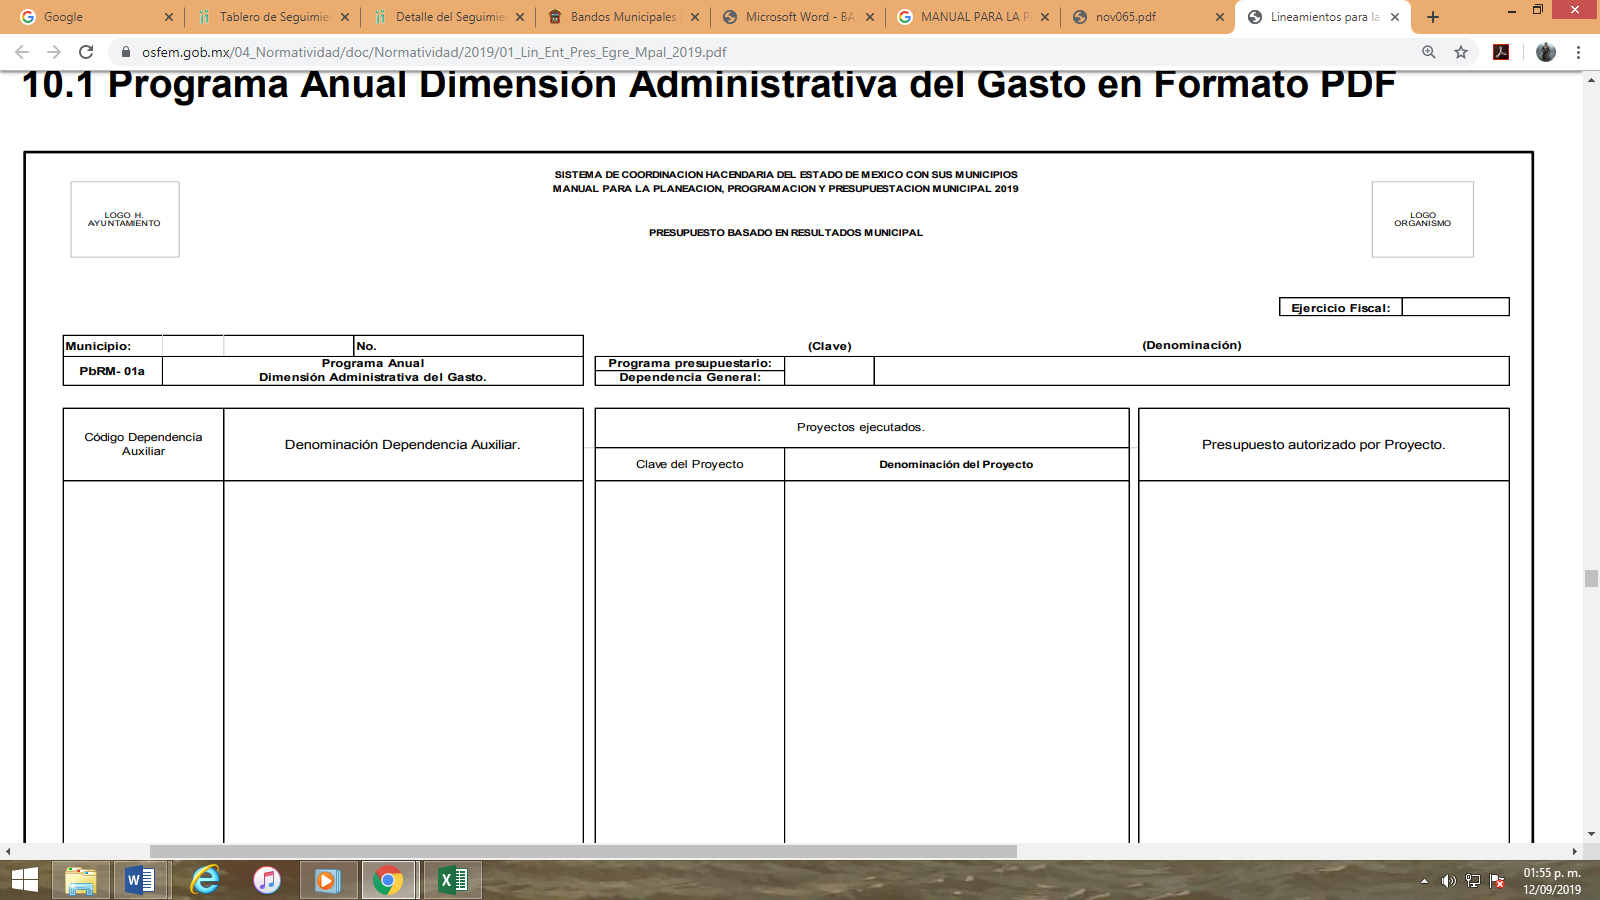 Google
Tablero de Seguimie
Detalle del Seguimie
Bandos Municipales
Microsoft Word - BA
MANUAL PARA LA P
nov065.pdf
Lineamientos para la
osfem.gob.mx/04_Normatividad/doc/Normatividad/2019/01_Lin_Ent_Pres_Egre_Mpal_2019.pdf
10.1 Programa Anual Dimensión Administrativa del Gasto en Formato PDF
SISTEMA DE COORDINACION HACENDARIA DEL ESTADO DE MEXICO CON SUS MUNICIPIOS
MANUAL PARA LA PLANEACION, PROGRAMACION Y PRESUPUESTACION MUNICIPAL 2019
LOGO H.
AYUNTAMIENTO
LOGO
ORGANISMO
PRESUPUESTO BASADO EN RESULTADOS MUNICIPAL
Ejercicio Fiscal:
Municipio:
No.
(Clave)
(Denominación)
PbRM- 01a
Programa Anual
Dimensión Administrativa del Gasto.
Programa presupuestario:
Dependencia General:
Código Dependencia
Auxiliar
Denominación Dependencia Auxiliar.
Proyectos ejecutados.
Clave del Proyecto
Denominación del Proyecto
Presupuesto autorizado por Proyecto.
01:55 p. m.
12/09/2019